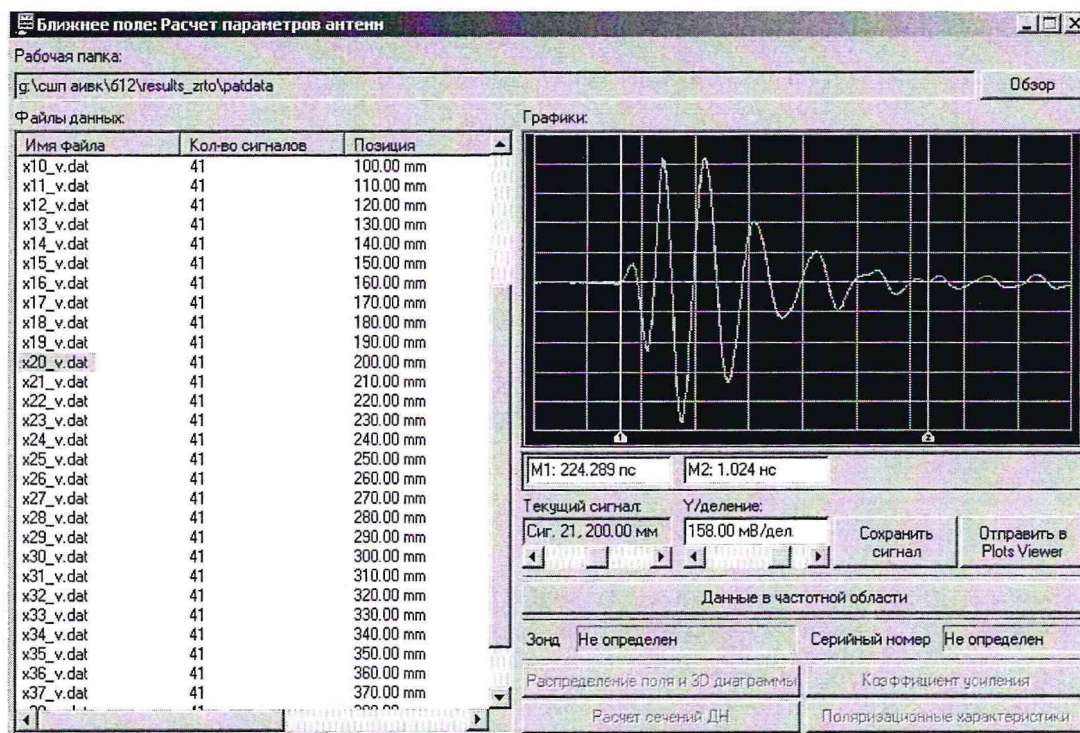 Ближнее поле: Расчет параметров антенн
Рабочая папка:
g:\сшп аивк\612\results_zrto\patdata
Обзор
Файлы данных:
Графики:
Имя файла Кол-во сигналов Позиция
x10_v.dat 41 100.00 mm
x11_v.dat 41 110.00 mm
x12_v.dat 41 120.00 mm
x13_v.dat 41 130.00 mm
x14_v.dat 41 140.00 mm
x15_v.dat 41 150.00 mm
x16_v.dat 41 160.00 mm
x17_v.dat 41 170.00 mm
x18_v.dat 41 180.00 mm
x19_v.dat 41 190.00 mm
x20_v.dat 41 200.00 mm
x21_v.dat 41 210.00 mm
x22_v.dat 41 220.00 mm
x23_v.dat 41 230.00 mm
x24_v.dat 41 240.00 mm
x25_v.dat 41 250.00 mm
x26_v.dat 41 260.00 mm
x27_v.dat 41 270.00 mm
x28_v.dat 41 280.00 mm
x29_v.dat 41 290.00 mm
x30_v.dat 41 300.00 mm
x31_v.dat 41 310.00 mm
x32_v.dat 41 320.00 mm
x33_v.dat 41 330.00 mm
x34_v.dat 41 340.00 mm
x35_v.dat 41 350.00 mm
x36_v.dat 41 360.00 mm
x37_v.dat 41 370.00 mm
1 2
M1: 224.289 пс
M2: 1.024 нс
Текущий сигнал:
Y/деление:
Сиг. 21, 200.00 мм
158.00 мВ/дел.
Сохранить
сигнал
Отправить в
Plots Viewer
Данные в частотной области
Зонд Не определен
Серийный номер Не определен
Распределение поля и 3D диаграммы
Коэффициент усиления
Расчет сечений ДН
Поляризационные характеристики